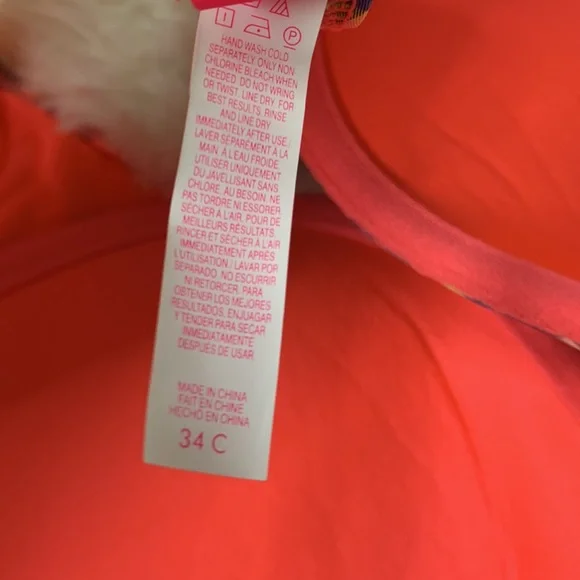 HAND WASH COLD
SEPARATELY ONLY NON
CHLORINE BLEACH WHEN
NEEDED. DO NOT WRING
OR TWIST. LINE DRY. FOR
BEST RESULTS, RINSE
AND LINE DRY
IMMEDIATELY AFTER USE./
LAVER SÉPAREMENT À LA
MAIN À L'EAU FROIDE
UTILISER UNIQUEMENT
DU JAVELLISANT SANS
CHLORE. AU BESOIN. NE
PAS TORDRE NI ESSORER.
SÉCHER À L'AIR. POUR DE
MEILLEURS RÉSULTATS,
RINCER ET SÉCHER À L'AIR
IMMÉDIATEMENT APRÈS
L'UTILISATION./ LAVAR POR
SEPARADO. NO ESCURRIR
NI RETORCER. PARA
OBTENER LOS MEJORES
RESULTADOS, ENJUAGAR
Y TENDER PARA SECAR
INMEDIATAMENTE
DESPUÉS DE USAR
MADE IN CHINA
FAIT EN CHINE
HECHO EN CHINA
34 C